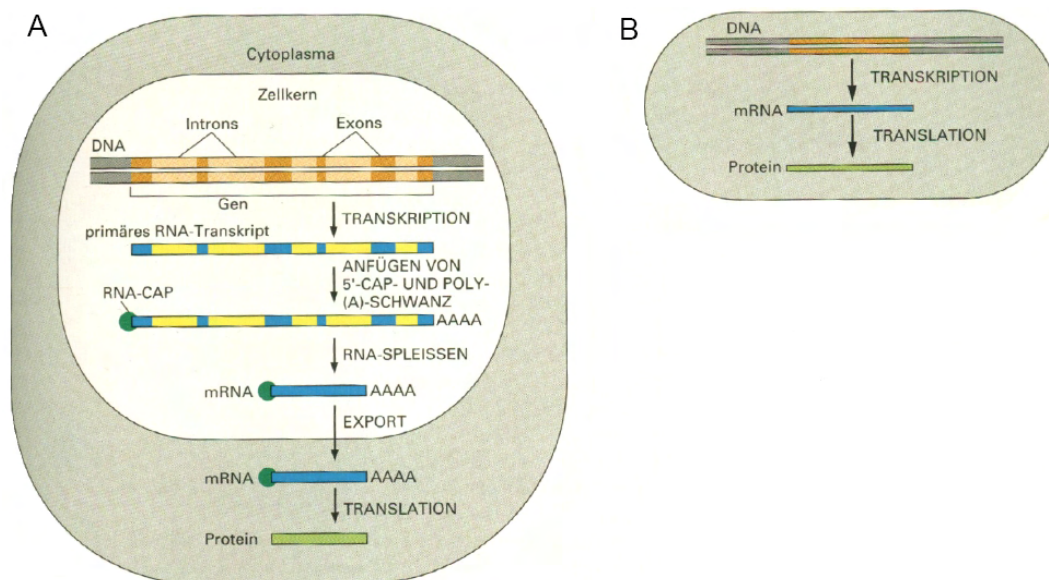 A
Cytoplasma
Zellkern
Introns Exons
DNA
Gen
TRANSKRIPTION
primäres RNA-Transkript
ANFÜGEN VON
5'-CAP- UND POLY-
(A)-SCHWANZ
RNA-CAP
AAAA
RNA-SPLEISSEN
mRNA AAAA
EXPORT
mRNA AAAA
TRANSLATION
Protein
B
DNA
TRANSKRIPTION
mRNA
TRANSLATION
Protein